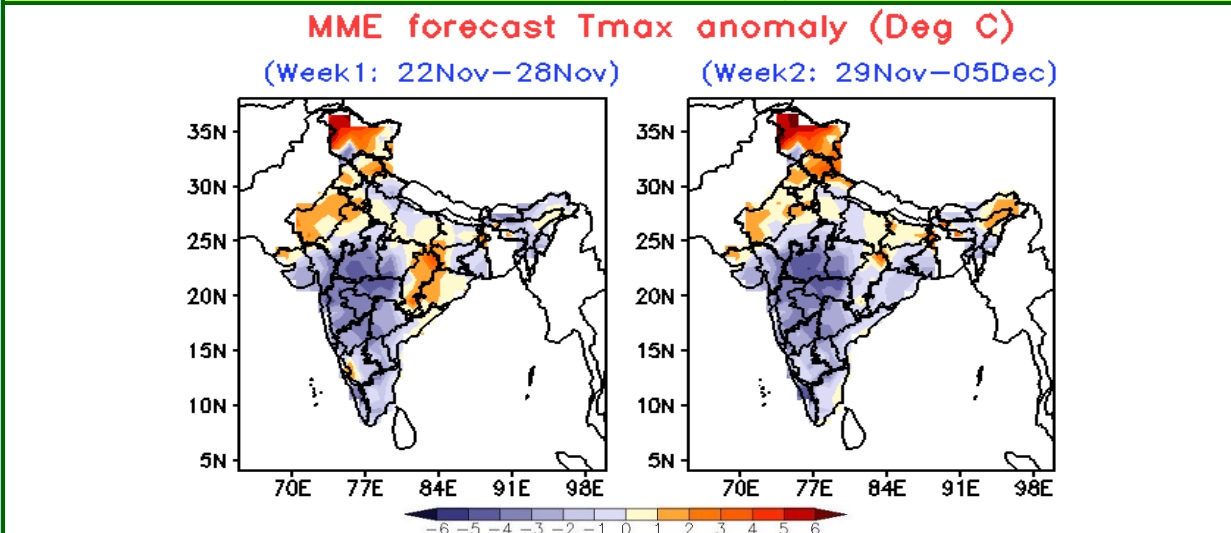 MME forecast Tmax anomaly (Deg C)
(Week1: 22Nov−28Nov)
(Week2: 29Nov−05Dec)
35N
30N
25N
20N
15N
10N
5N
70E 77E 84E 91E 98E
35N
30N
25N
20N
15N
10N
5N
70E 77E 84E 91E 98E
−6 −5 −4 −3 −2 −1 0 1 2 3 4 5 6